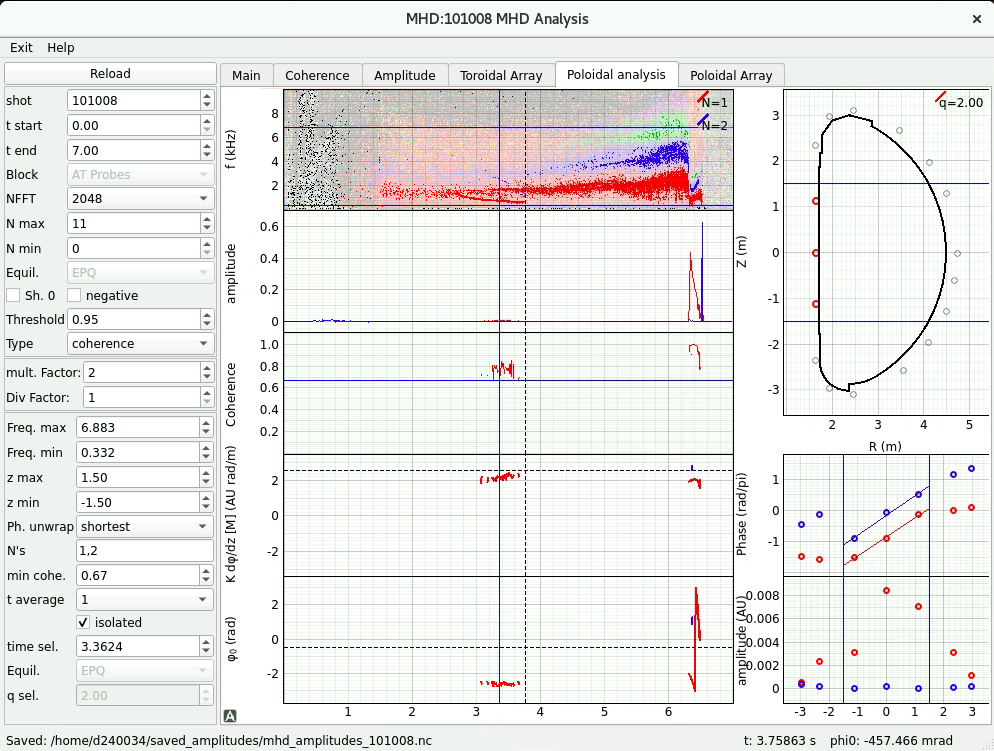 MHD:101008 MHD Analysis
×
Exit Help
Reload
shot 101008
t start 0.00
t end 7.00
Block AT Probes
NFFT 2048
N max 11
N min 0
Equil. EPQ
Sh. 0 negative
Threshold 0.95
Type coherence
mult. Factor: 2
Div Factor: 1
Freq. max 6.883
Freq. min 0.332
z max 1.50
z min -1.50
Ph. unwrap shortest
N's 1,2
min cohe. 0.67
t average 1
isolated
time sel. 3.3624
Equil. EPQ
q sel. 2.00
Main Coherence Amplitude Toroidal Array Poloidal analysis Poloidal Array
f (kHz)
8
6
4
2
N=1
N=2
amplitude
0.6
0.4
0.2
0
Coherence
1.0
0.8
0.6
0.4
0.2
K dφ/dz [M] (AU rad/m)
2
0
-2
φ₀ (rad)
2
0
-2
1 2 3 4 5 6
A
q=2.00
Z (m)
3
2
1
0
-1
-2
-3
2 3 4 5
R (m)
Phase (rad/pi)
1
0
-1
amplitude (AU)
0.008
0.006
0.004
0.002
0
-3 -2 -1 0 1 2 3
Saved: /home/d240034/saved_amplitudes/mhd_amplitudes_101008.nc
t: 3.75863 s phi0: -457.466 mrad